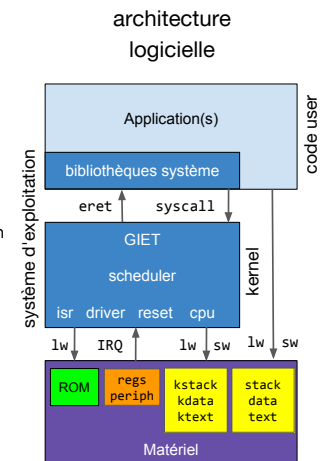 architecture
logicielle
Application(s)
code user
bibliothèques système
système d'exploitation
n
eret syscall
GIET
scheduler
kernel
isr driver reset cpu
lw IRQ lw sw lw sw
ROM
regs
periph
kstack
kdata
ktext
stack
data
text
Matériel